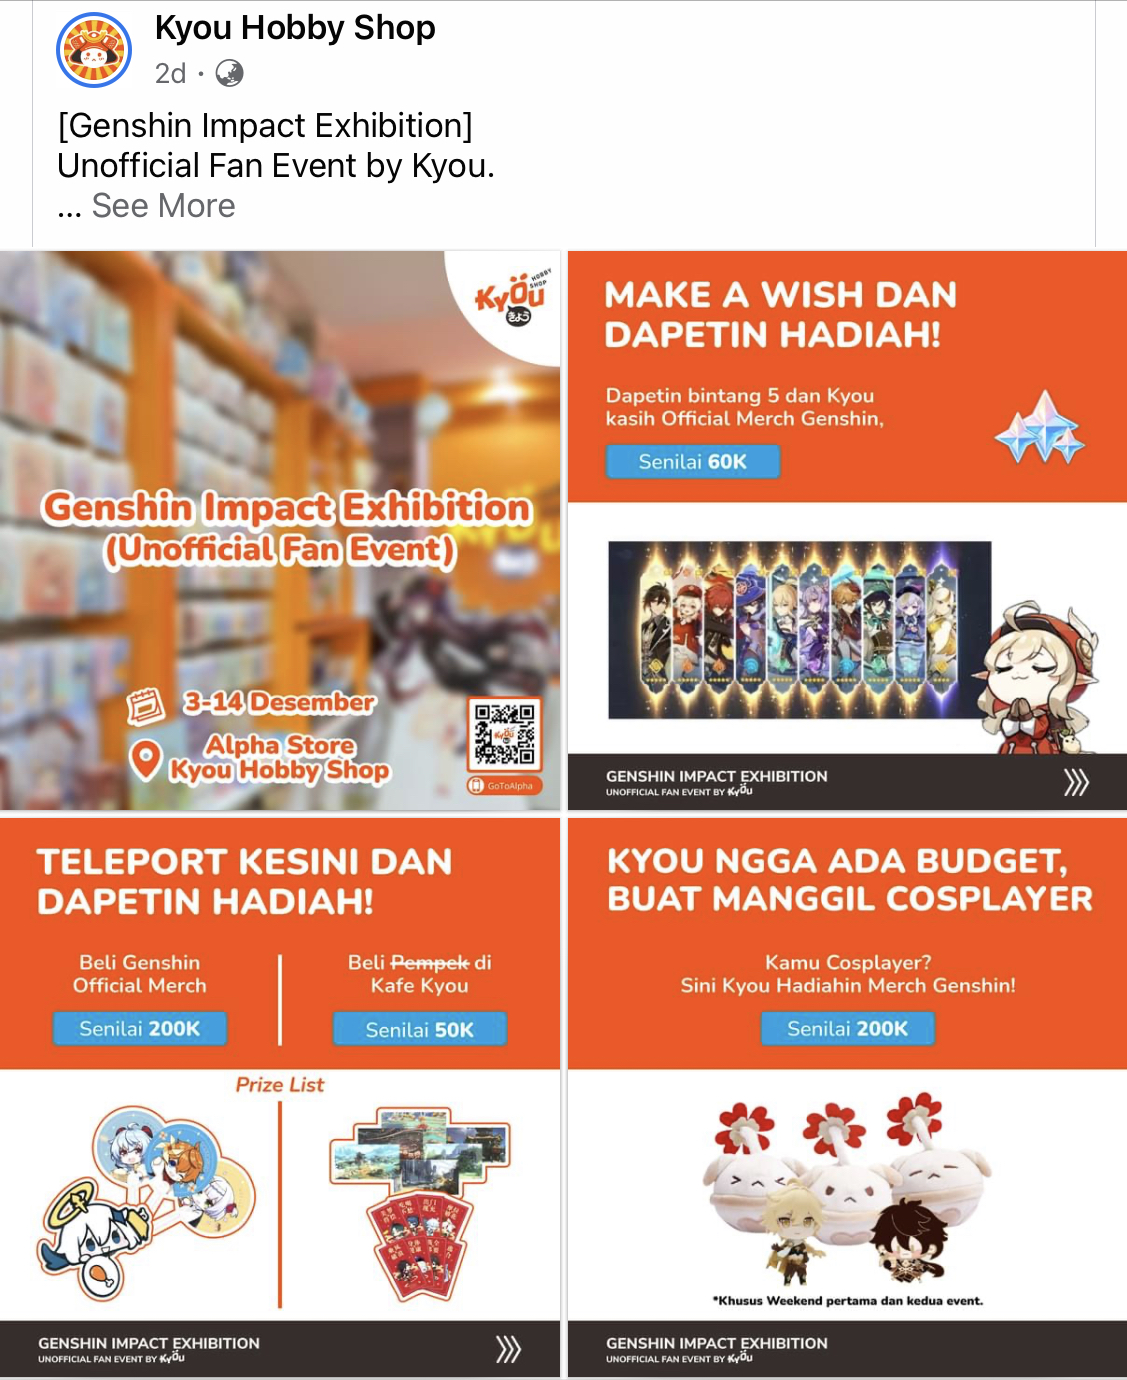 Kyou Hobby Shop
2d ·
[Genshin Impact Exhibition]
Unofficial Fan Event by Kyou.
... See More
Kyou
HOBBY SHOP
きょう
Genshin Impact Exhibition
(Unofficial Fan Event)
3-14 Desember
Alpha Store
Kyou Hobby Shop
Kyou
GoToAlpha
MAKE A WISH DAN
DAPETIN HADIAH!
Dapetin bintang 5 dan Kyou
kasih Official Merch Genshin,
Senilai 60K
GENSHIN IMPACT EXHIBITION
UNOFFICIAL FAN EVENT BY Kyou
TELEPORT KESINI DAN
DAPETIN HADIAH!
Beli Genshin
Official Merch
Senilai 200K
Beli Pempek di
Kafe Kyou
Senilai 50K
Prize List
GENSHIN IMPACT EXHIBITION
UNOFFICIAL FAN EVENT BY Kyou
KYOU NGGA ADA BUDGET,
BUAT MANGGIL COSPLAYER
Kamu Cosplayer?
Sini Kyou Hadiahin Merch Genshin!
Senilai 200K
*Khusus Weekend pertama dan kedua event.
GENSHIN IMPACT EXHIBITION
UNOFFICIAL FAN EVENT BY Kyou